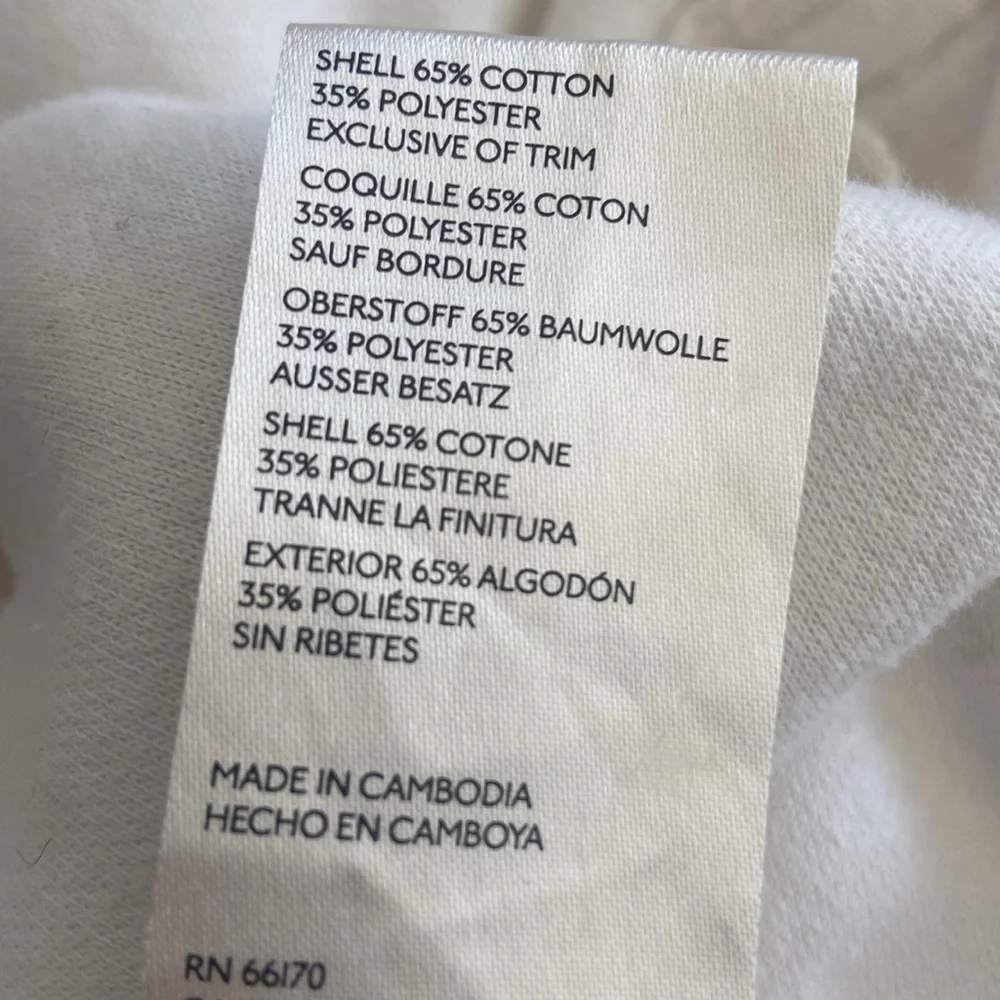 SHELL 65% COTTON
35% POLYESTER
EXCLUSIVE OF TRIM
COQUILLE 65% COTON
35% POLYESTER
SAUF BORDURE
OBERSTOFF 65% BAUMWOLLE
35% POLYESTER
AUSSER BESATZ
SHELL 65% COTONE
35% POLIESTERE
TRANNE LA FINITURA
EXTERIOR 65% ALGODÓN
35% POLIÉSTER
SIN RIBETES
MADE IN CAMBODIA
HECHO EN CAMBOYA
RN 66170